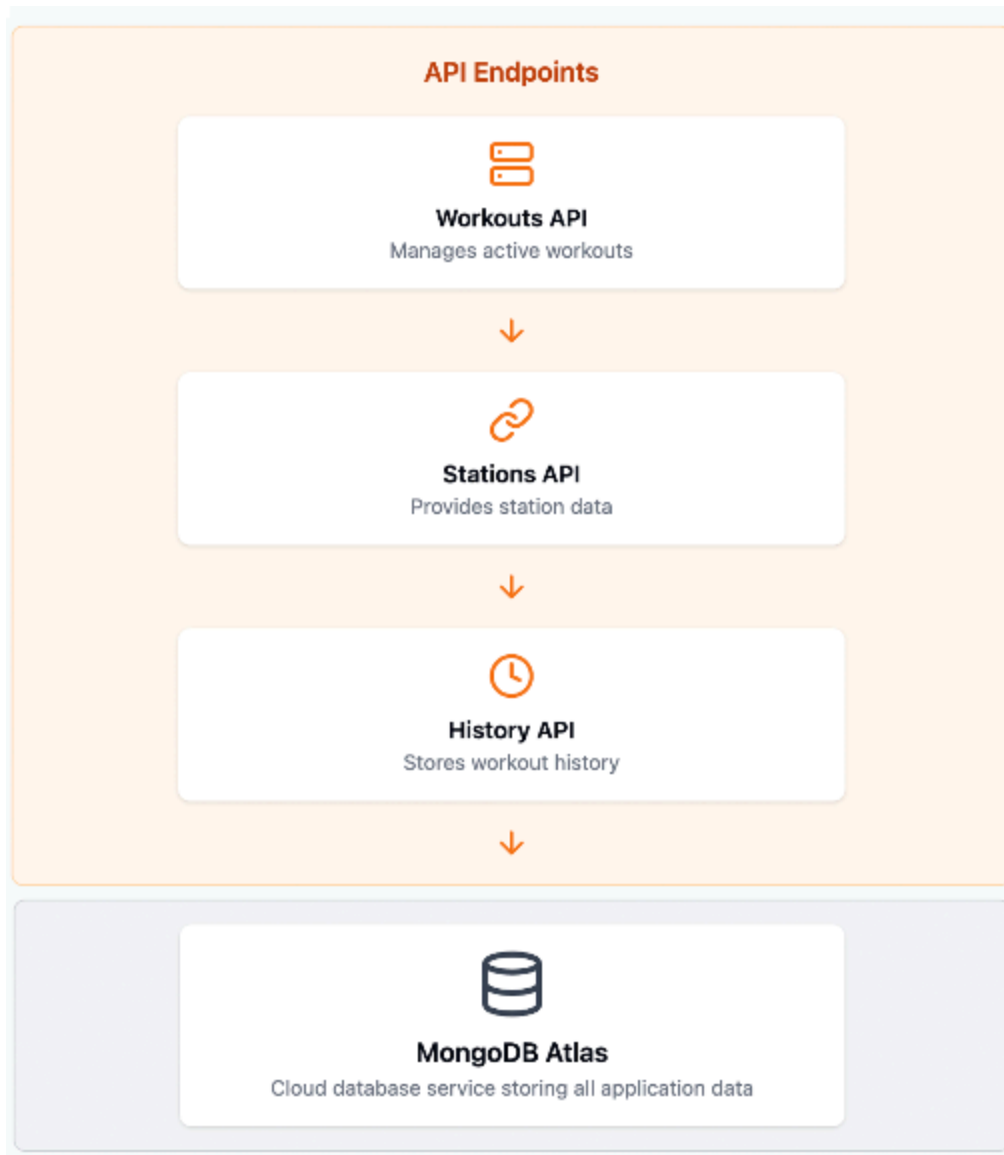 API Endpoints
Workouts API
Manages active workouts
Stations API
Provides station data
History API
Stores workout history
MongoDB Atlas
Cloud database service storing all application data